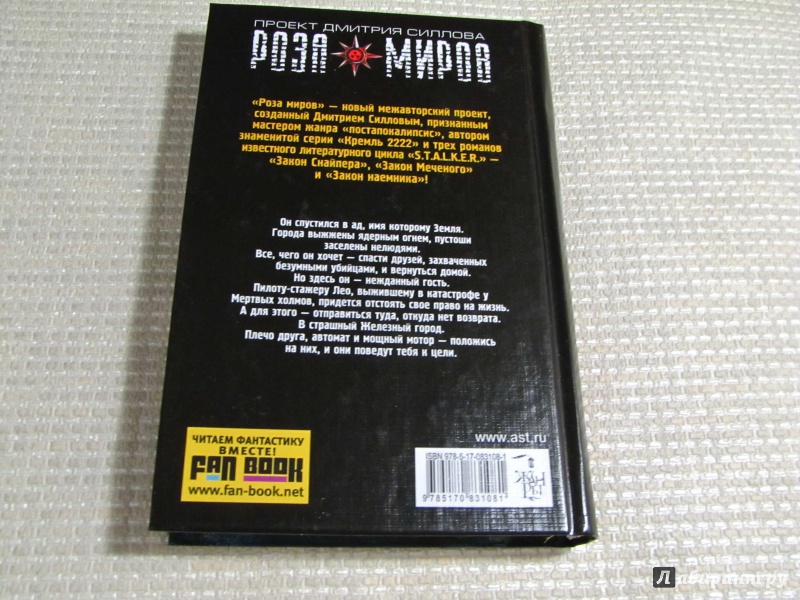 ПРОЕКТ ДМИТРИЯ СИЛЛОВА
РОЗА МИРОВ
«Роза миров» — новый межавторский проект,
созданный Дмитрием Силловым, признанным
мастером жанра «постапокалипсис», автором
знаменитой серии «Кремль 2222» и трех романов
известного литературного цикла «S.T.A.L.K.E.R.» —
«Закон Снайпера», «Закон Меченого»
и «Закон наемника»!
Он спустился в ад, имя которому Земля.
Города выжжены ядерным огнем, пустоши
заселены нелюдями.
Все, чего он хочет — спасти друзей, захваченных
безумными убийцами, и вернуться домой.
Но здесь он — нежданный гость.
Пилоту-стажеру Лео, выжившему в катастрофе у
Мертвых холмов, придется отстоять свое право на жизнь.
А для этого — отправиться туда, откуда нет возврата.
В страшный Железный город.
Плечо друга, автомат и мощный мотор — положись
на них, и они поведут тебя к цели.
ЧИТАЕМ ФАНТАСТИКУ
ВМЕСТЕ!
FAN BOOK
www.fan-book.net
www.ast.ru
ISBN 978-5-17-083108-1
9 785170 831081
ЖАН
РЫ
Лабиринт.ру